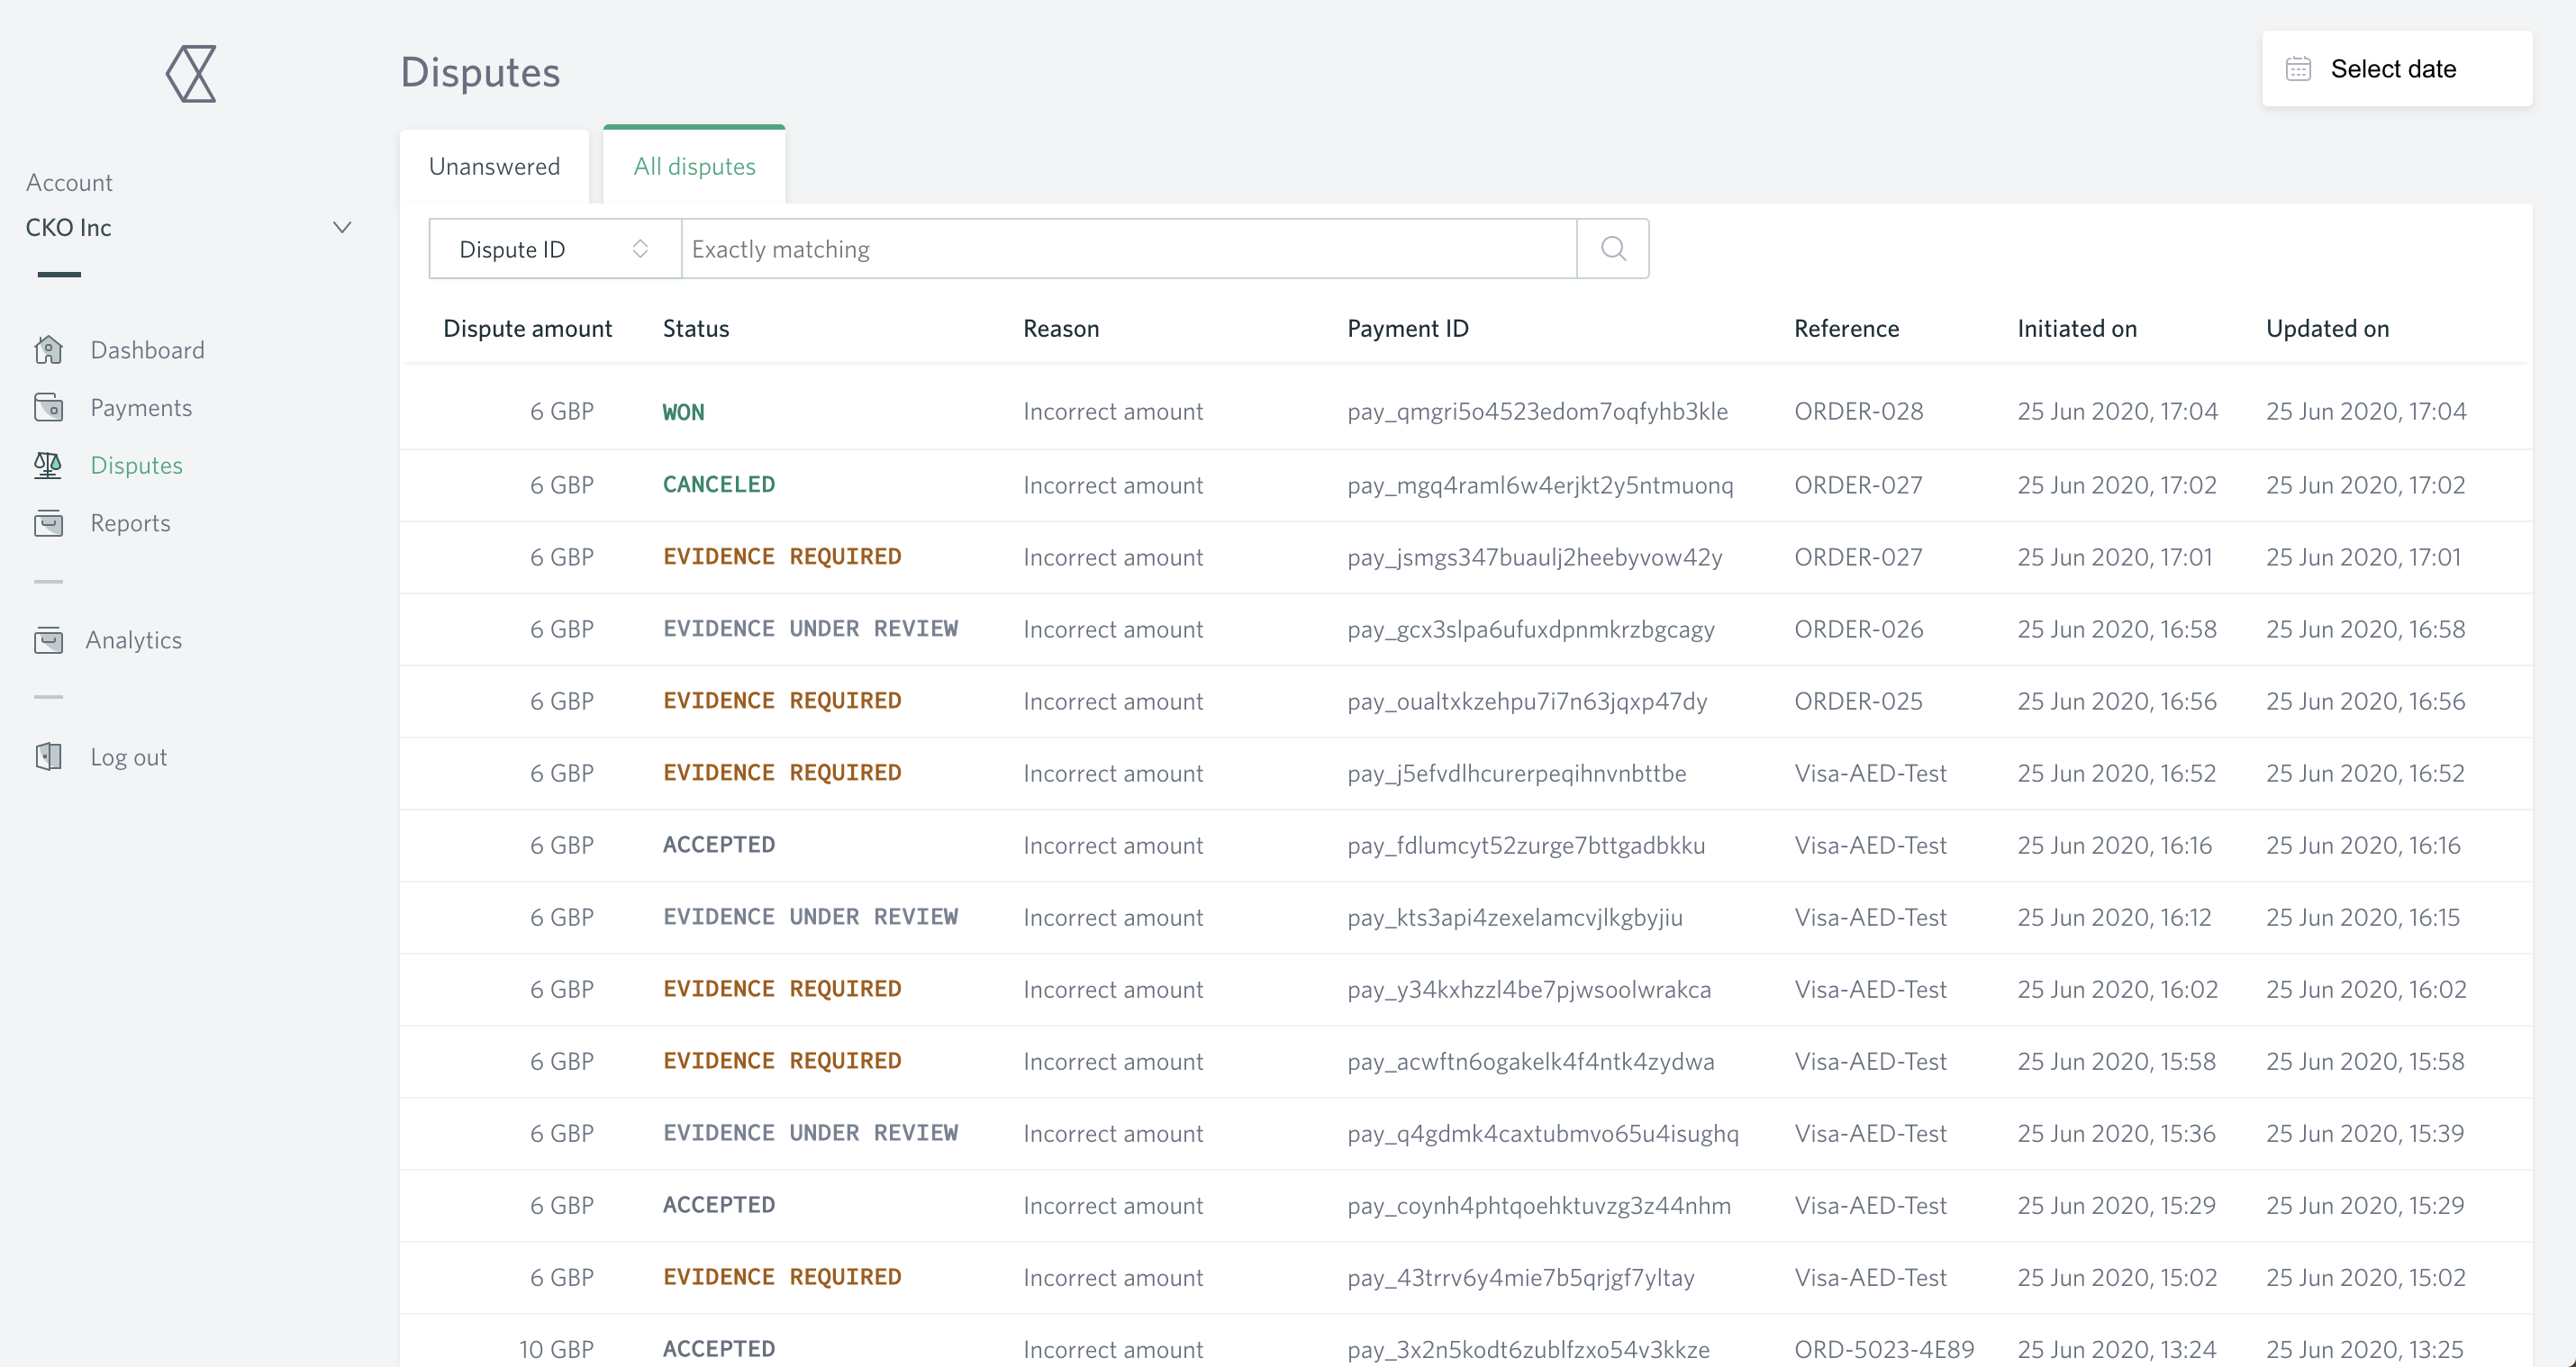 Disputes
Select date
Account
CKO Inc
Dashboard
Payments
Disputes
Reports
Analytics
Log out
Unanswered All disputes
Dispute ID Exactly matching
Dispute amount Status Reason Payment ID Reference Initiated on Updated on
6 GBP WON Incorrect amount pay_qmgri5o4523edom7oqfyhb3kle ORDER-028 25 Jun 2020, 17:04 25 Jun 2020, 17:04
6 GBP CANCELED Incorrect amount pay_mgq4raml6w4erjkt2y5ntmuonq ORDER-027 25 Jun 2020, 17:02 25 Jun 2020, 17:02
6 GBP EVIDENCE REQUIRED Incorrect amount pay_jsmgs347buaulj2heebyvow42y ORDER-027 25 Jun 2020, 17:01 25 Jun 2020, 17:01
6 GBP EVIDENCE UNDER REVIEW Incorrect amount pay_gcx3slpa6ufuxdpnmkrzbgcagy ORDER-026 25 Jun 2020, 16:58 25 Jun 2020, 16:58
6 GBP EVIDENCE REQUIRED Incorrect amount pay_oualtxkzehpu7i7n63jqxp47dy ORDER-025 25 Jun 2020, 16:56 25 Jun 2020, 16:56
6 GBP EVIDENCE REQUIRED Incorrect amount pay_j5efvdlhcurerpeqihnvnbttbe Visa-AED-Test 25 Jun 2020, 16:52 25 Jun 2020, 16:52
6 GBP ACCEPTED Incorrect amount pay_fdlumcyt52zurge7bttgadbkku Visa-AED-Test 25 Jun 2020, 16:16 25 Jun 2020, 16:16
6 GBP EVIDENCE UNDER REVIEW Incorrect amount pay_kts3api4zexelamcvjlkgbyjiu Visa-AED-Test 25 Jun 2020, 16:12 25 Jun 2020, 16:15
6 GBP EVIDENCE REQUIRED Incorrect amount pay_y34kxhzzl4be7pjwsoolwrakca Visa-AED-Test 25 Jun 2020, 16:02 25 Jun 2020, 16:02
6 GBP EVIDENCE REQUIRED Incorrect amount pay_acwftn6ogakelk4f4ntk4zydwa Visa-AED-Test 25 Jun 2020, 15:58 25 Jun 2020, 15:58
6 GBP EVIDENCE UNDER REVIEW Incorrect amount pay_q4gdmk4caxtubmvo65u4isughq Visa-AED-Test 25 Jun 2020, 15:36 25 Jun 2020, 15:39
6 GBP ACCEPTED Incorrect amount pay_coynh4phtqoehktuvzg3z44nhm Visa-AED-Test 25 Jun 2020, 15:29 25 Jun 2020, 15:29
6 GBP EVIDENCE REQUIRED Incorrect amount pay_43trrv6y4mie7b5qrjgf7yltay Visa-AED-Test 25 Jun 2020, 15:02 25 Jun 2020, 15:02
10 GBP ACCEPTED Incorrect amount pay_3x2n5kodt6zublfzxo54v3kkze ORD-5023-4E89 25 Jun 2020, 13:24 25 Jun 2020, 13:25